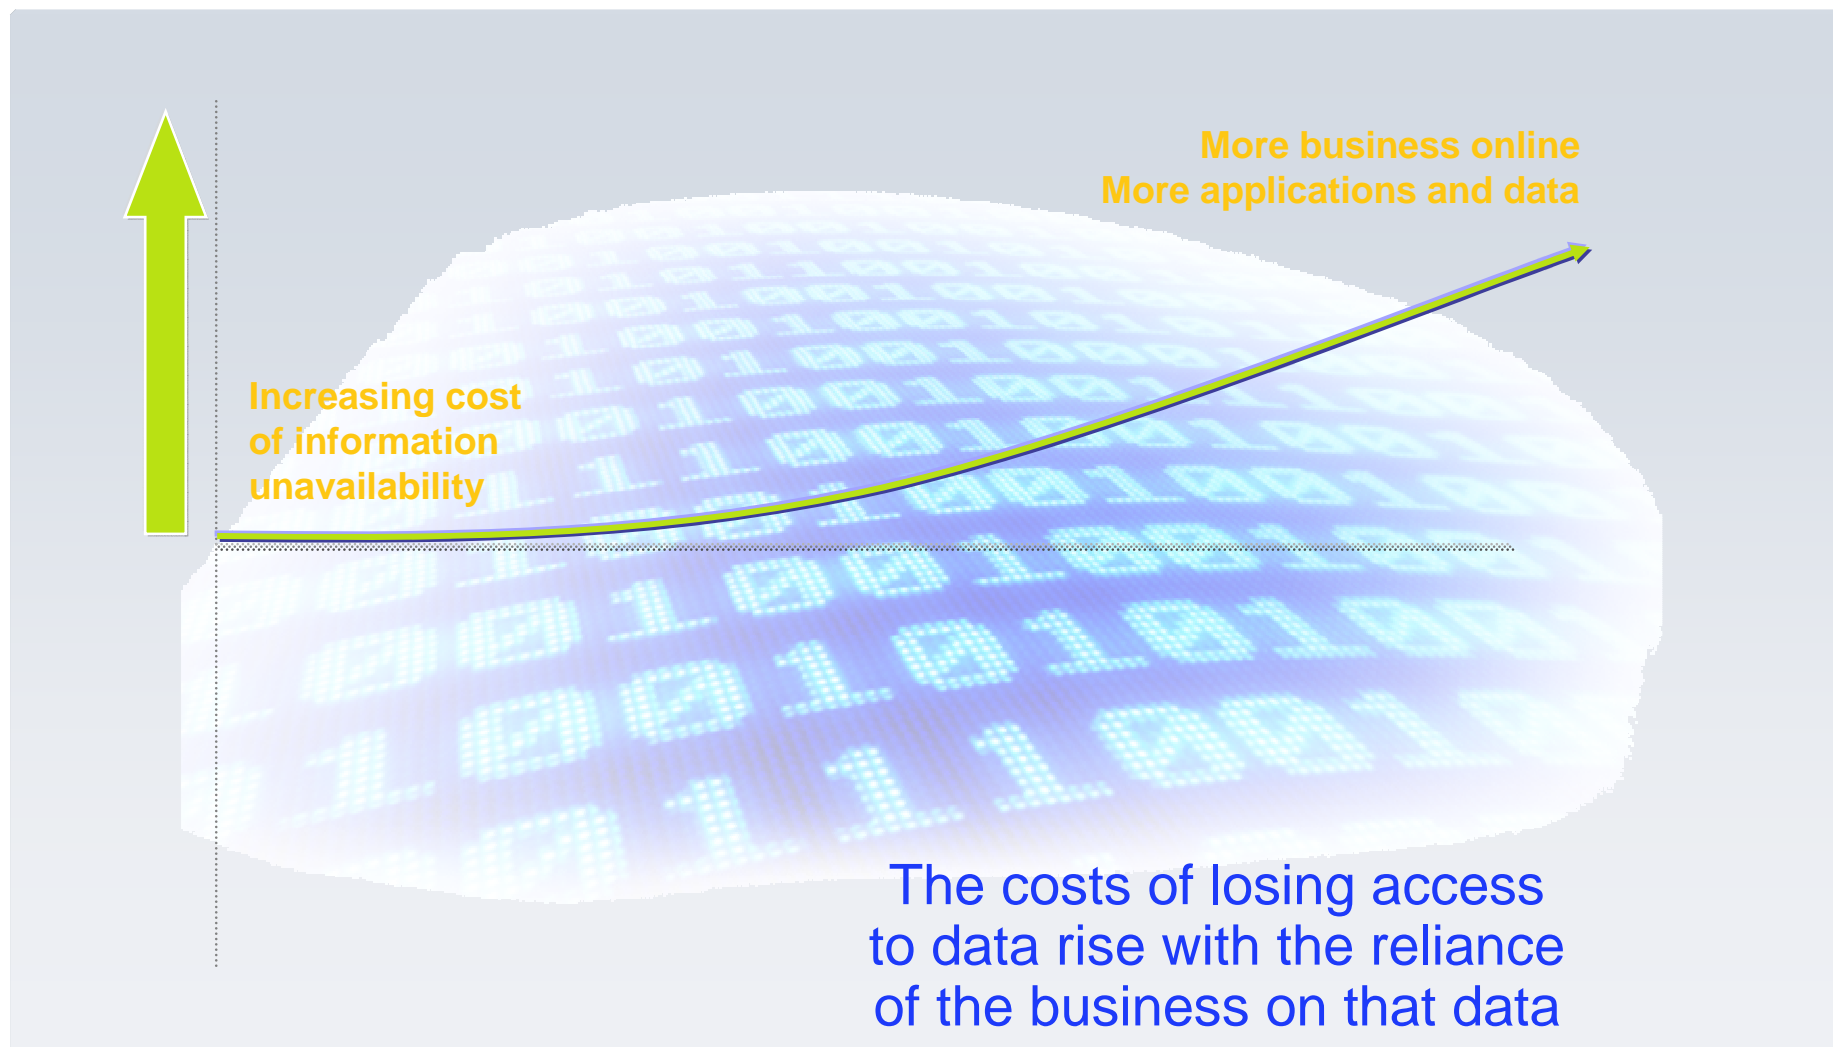 More business online
More applications and data
Increasing cost
of information
unavailability
The costs of losing access
to data rise with the reliance
of the business on that data